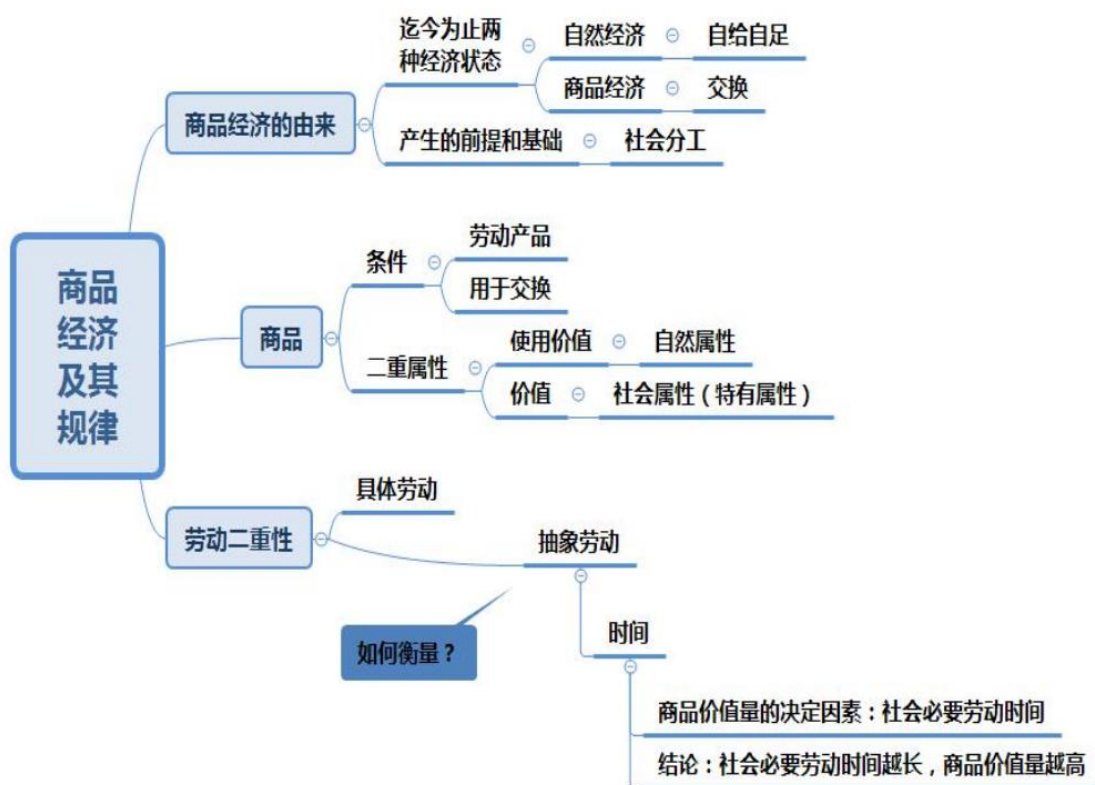 商品
经济
及其
规律
商品经济的由来
迄今为止两
种经济状态
自然经济
自给自足
商品经济
交换
产生的前提和基础
社会分工
商品
条件
劳动产品
用于交换
二重属性
使用价值
自然属性
价值
社会属性（特有属性）
劳动二重性
具体劳动
抽象劳动
如何衡量？
时间
商品价值量的决定因素：社会必要劳动时间
结论：社会必要劳动时间越长，商品价值量越高